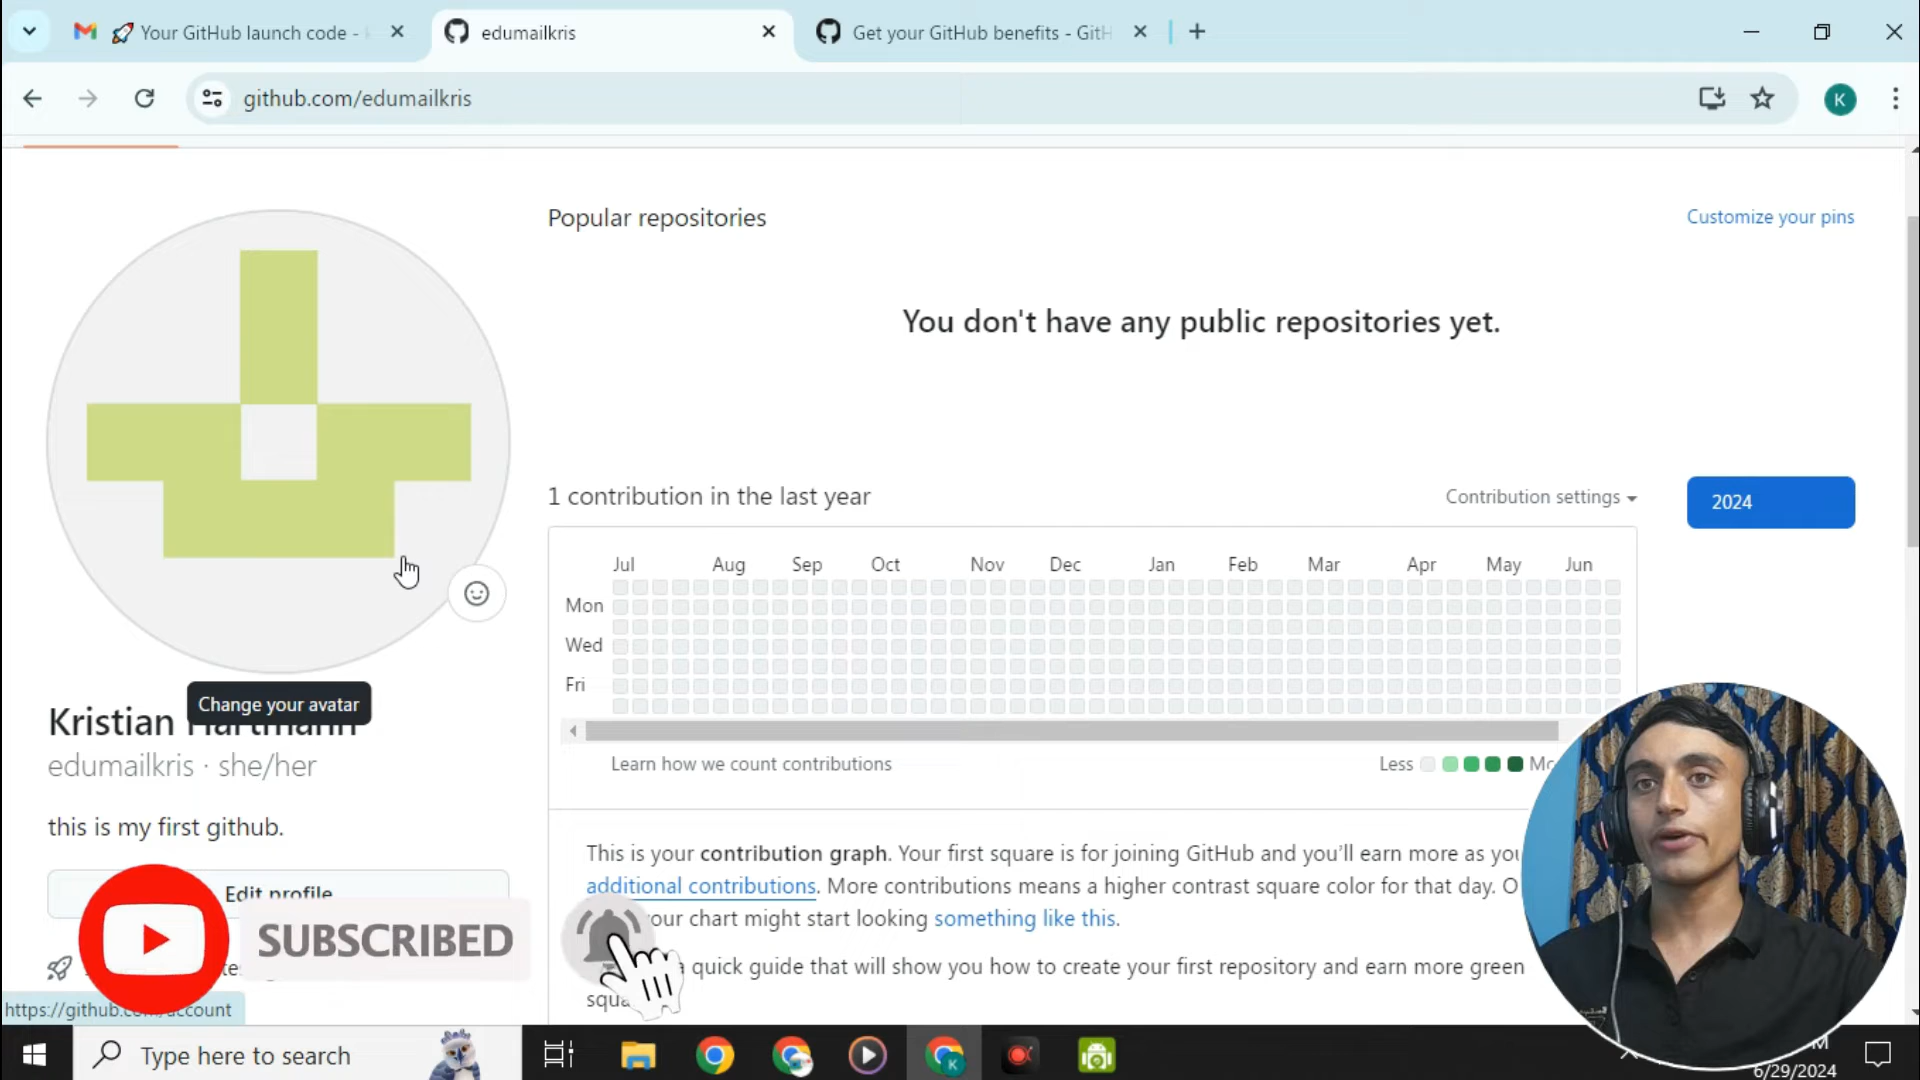 Your GitHub launch code -
edumailkris
Get your GitHub benefits - GitH
github.com/edumailkris
K
Popular repositories
Customize your pins
You don't have any public repositories yet.
1 contribution in the last year
Contribution settings
2024
Jul Aug Sep Oct Nov Dec Jan Feb Mar Apr May Jun
Mon
Wed
Fri
Learn how we count contributions
Less
Change your avatar
Kristian Hartmann
edumailkris · she/her
this is my first github.
Edit profile
This is your contribution graph. Your first square is for joining GitHub and you'll earn more as you
additional contributions. More contributions means a higher contrast square color for that day.
your chart might start looking something like this.
quick guide that will show you how to create your first repository and earn more green
SUBSCRIBED
Type here to search
K
6/29/2024